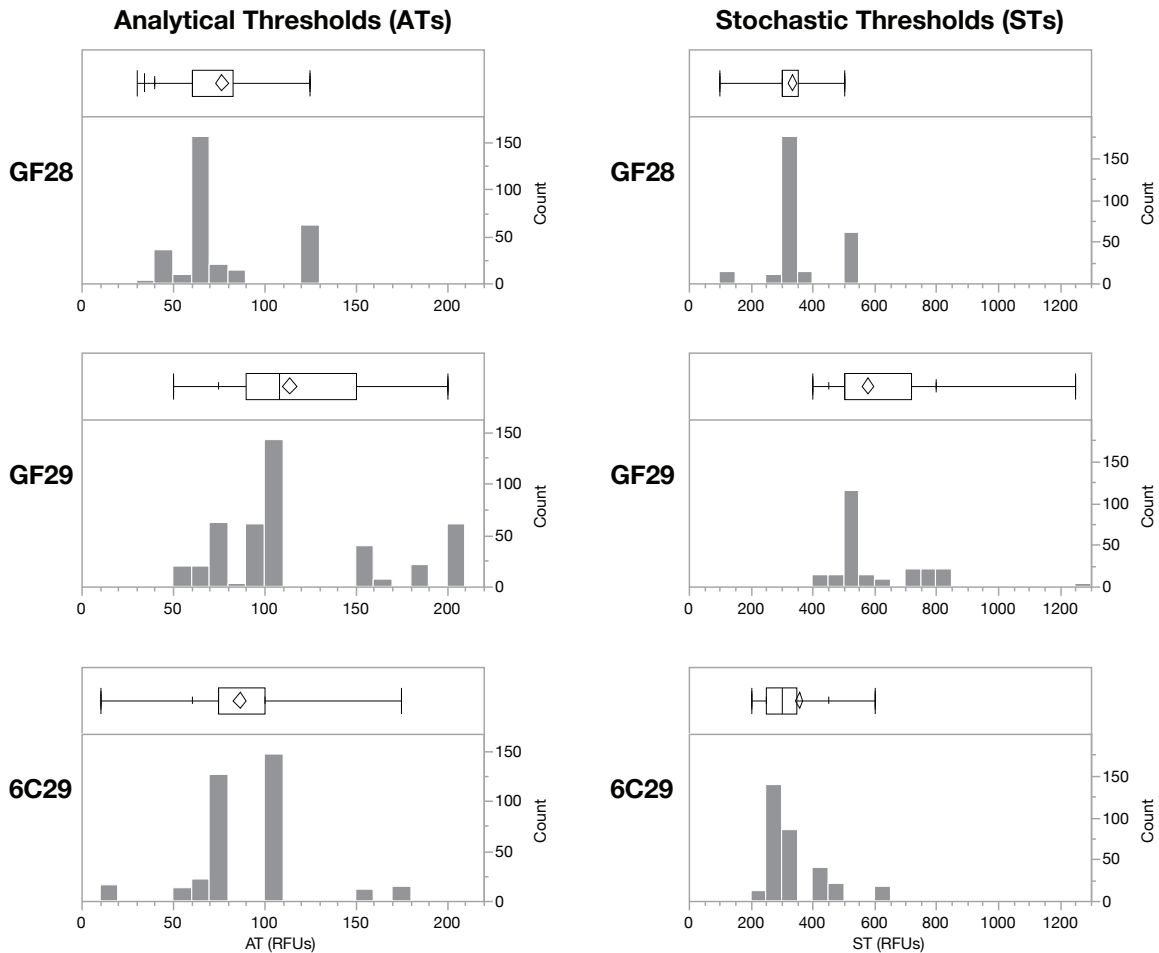 Analytical Thresholds (ATs)
Stochastic Thresholds (STs)
GF28
150
100
50
0
Count
0 50 100 150 200
GF28
150
100
50
0
Count
0 200 400 600 800 1000 1200
GF29
150
100
50
0
Count
0 50 100 150 200
GF29
150
100
50
0
Count
0 200 400 600 800 1000 1200
6C29
150
100
50
0
Count
0 50 100 150 200
AT (RFUs)
6C29
150
100
50
0
Count
0 200 400 600 800 1000 1200
ST (RFUs)